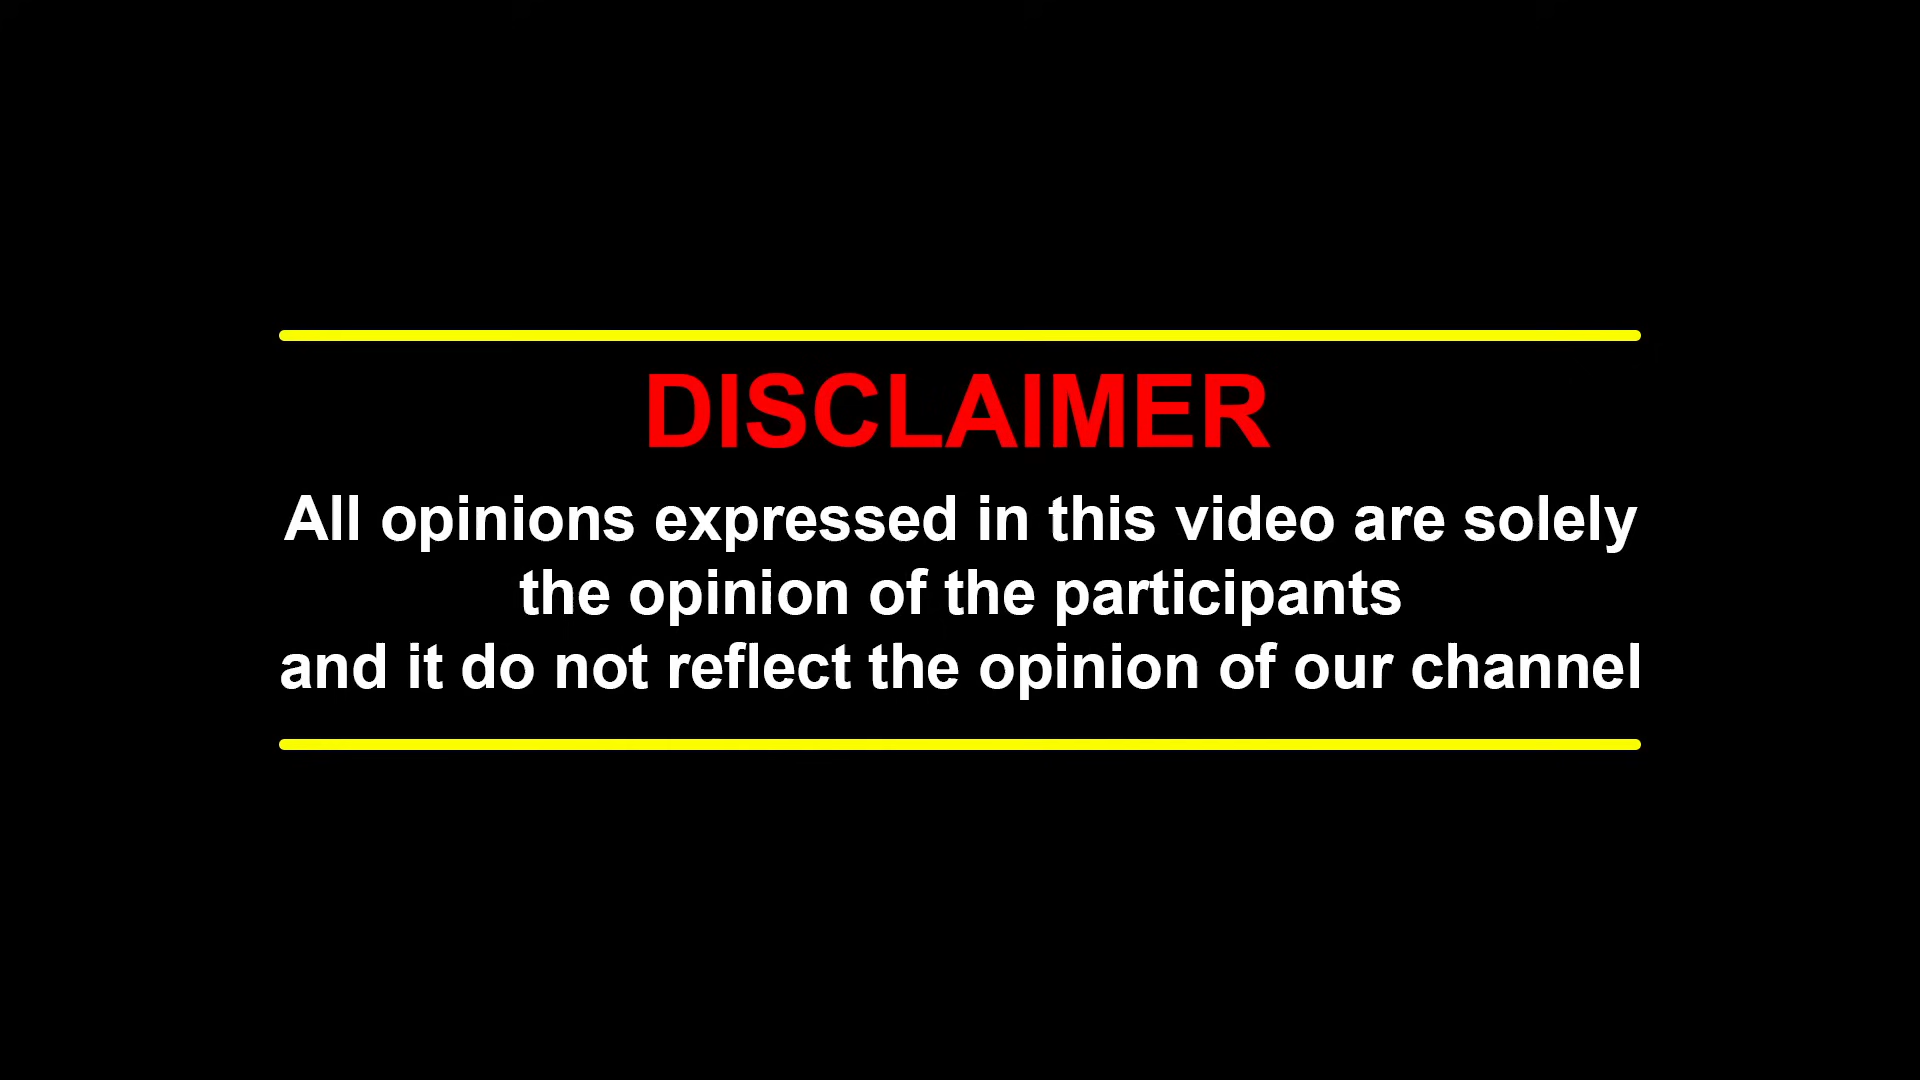 DISCLAIMER
All opinions expressed in this video are solely
the opinion of the participants
and it do not reflect the opinion of our channel